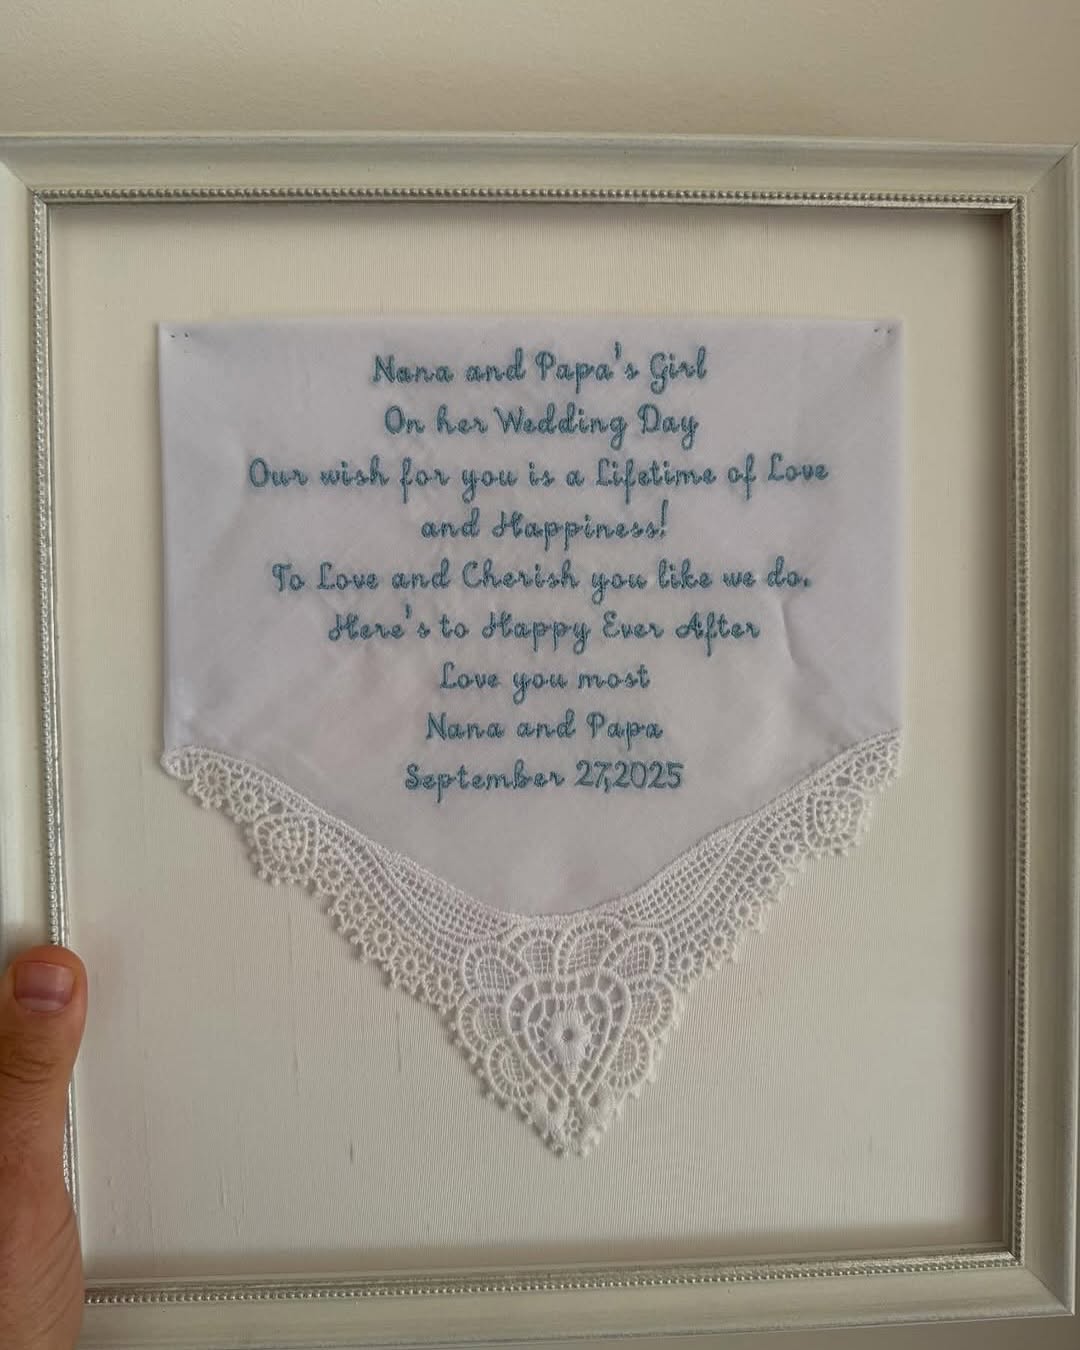 Nana and Papa's Girl
On her Wedding Day
Our wish for you is a Lifetime of Love
and Happiness!
To Love and Cherish you like we do.
Here's to Happy Ever After
Love you most
Nana and Papa
September 27,2025